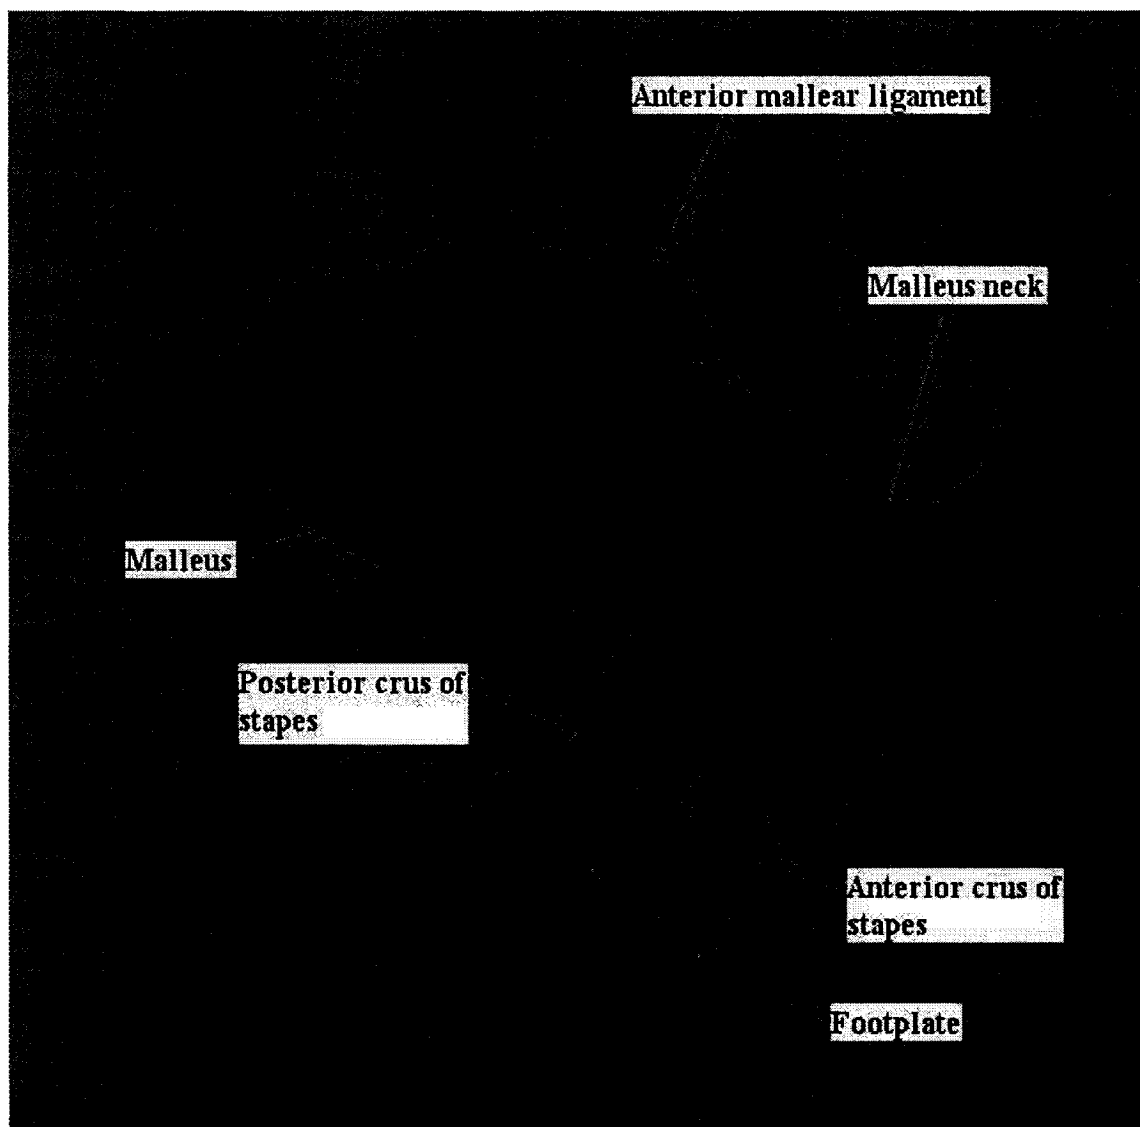 Anterior mallear ligament
Malleus neck
Malleus
Posterior crus of
stapes
Anterior crus of
stapes
Footplate